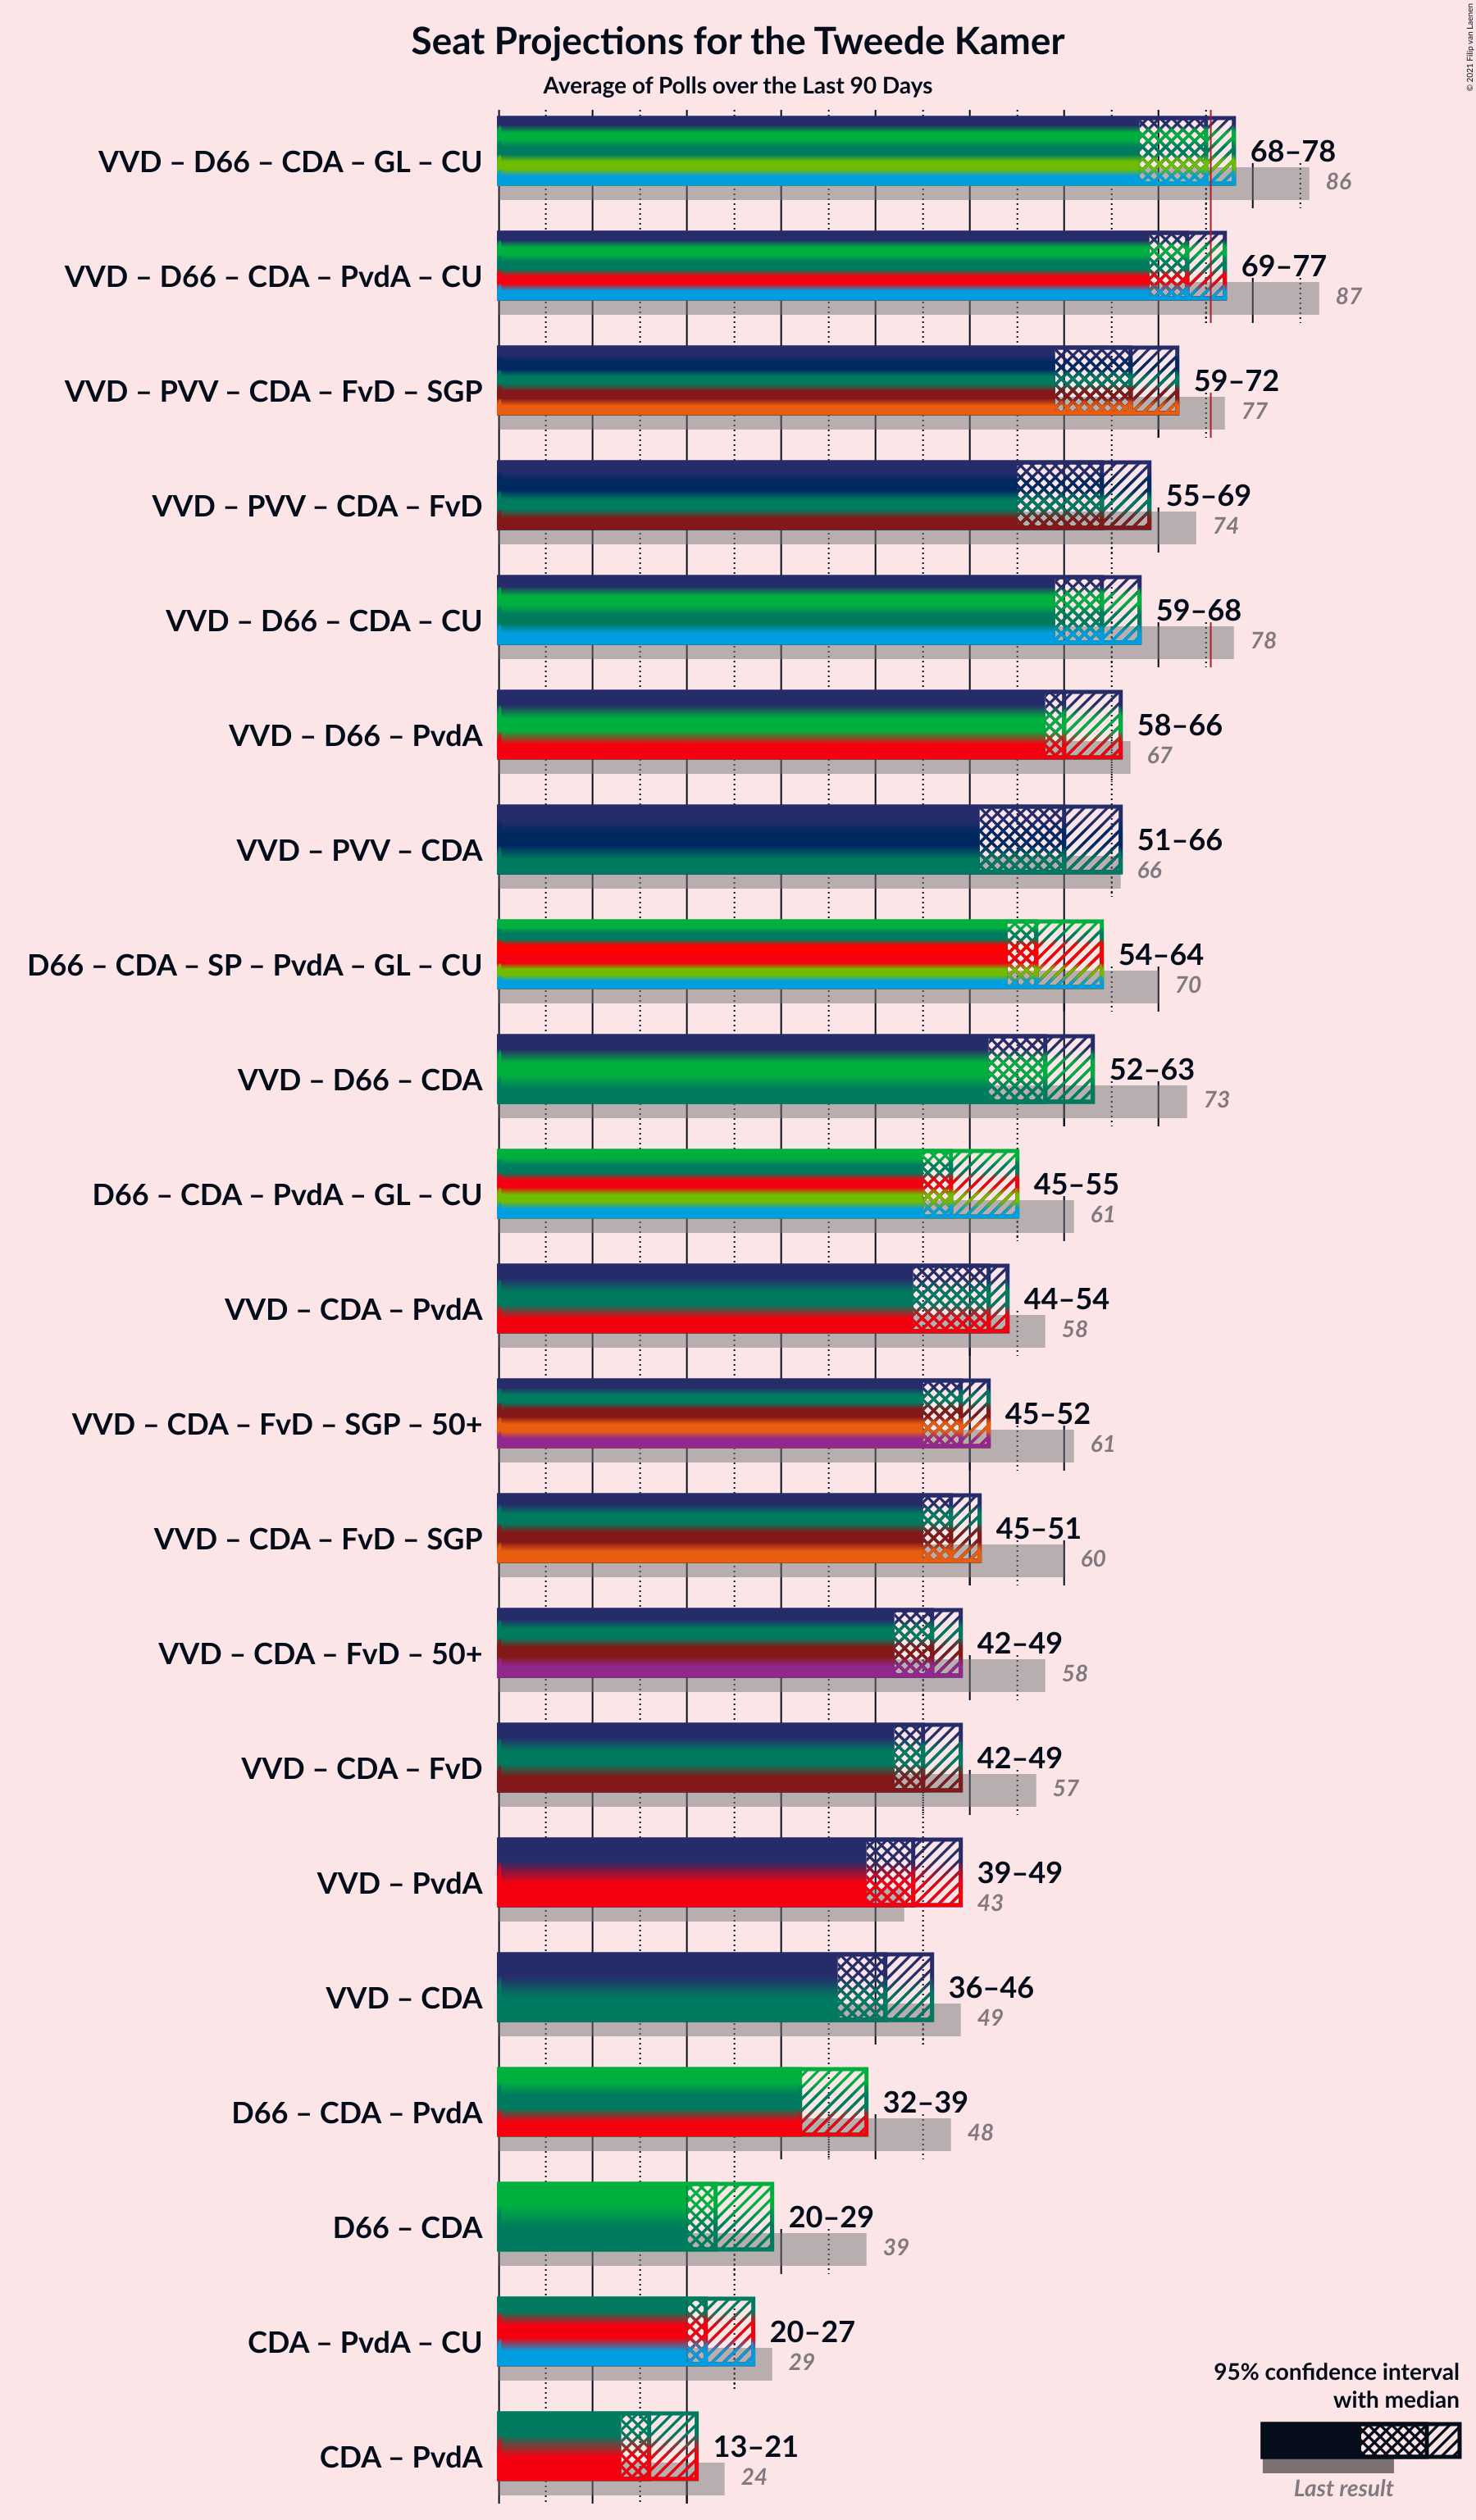 Seat Projections for the Tweede Kamer
Average of Polls over the Last 90 Days
© 2021 Filip van Laenen
VVD – D66 – CDA – GL – CU
68–78
86
VVD – D66 – CDA – PvdA – CU
69–77
87
VVD – PVV – CDA – FvD – SGP
59–72
77
VVD – PVV – CDA – FvD
55–69
74
VVD – D66 – CDA – CU
59–68
78
VVD – D66 – PvdA
58–66
67
VVD – PVV – CDA
51–66
66
D66 – CDA – SP – PvdA – GL – CU
54–64
70
VVD – D66 – CDA
52–63
73
D66 – CDA – PvdA – GL – CU
45–55
61
VVD – CDA – PvdA
44–54
58
VVD – CDA – FvD – SGP – 50+
45–52
61
VVD – CDA – FvD – SGP
45–51
60
VVD – CDA – FvD – 50+
42–49
58
VVD – CDA – FvD
42–49
57
VVD – PvdA
39–49
43
VVD – CDA
36–46
49
D66 – CDA – PvdA
32–39
48
D66 – CDA
20–29
39
CDA – PvdA – CU
20–27
29
CDA – PvdA
13–21
24
95% confidence interval
with median
Last result